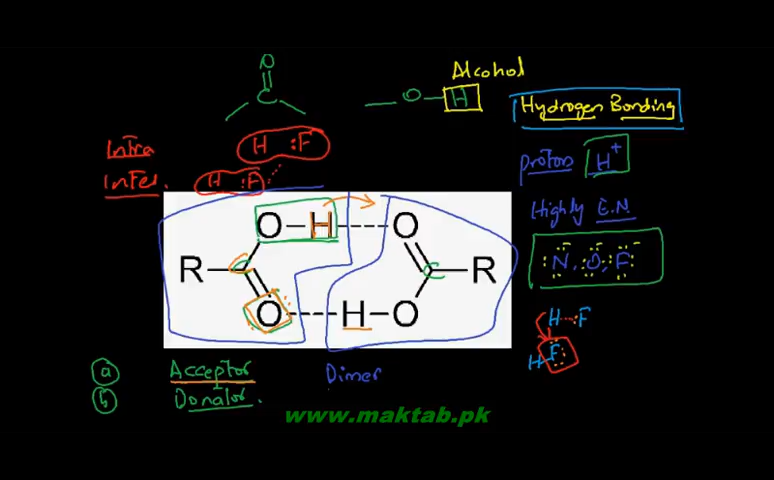 O
C
Alcohol
O H
Hydrogen Bonding
Intra H :F
Inter. H :F
proton H+
Highly E.N
N, O, F
O H O
R R
O H O
H F
H F
a Acceptor Dimer
b Donator.
www.maktab.pk